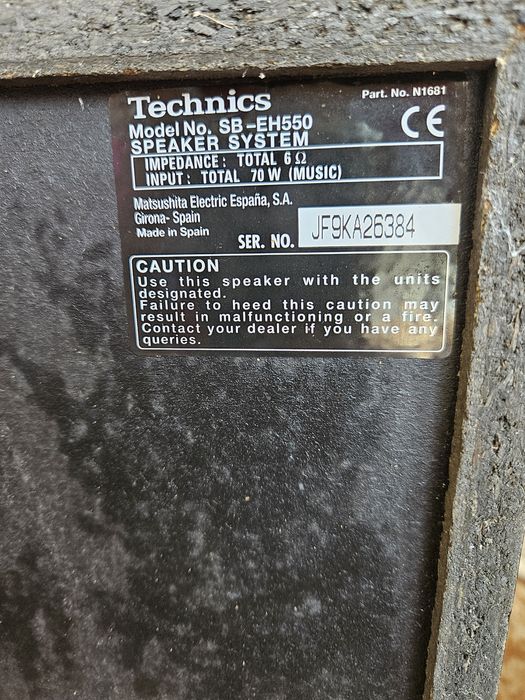 Technics
Part. No. N1681
Model No. SB-EH550
CE
SPEAKER SYSTEM
IMPEDANCE: TOTAL 6 Ω
INPUT: TOTAL 70 W (MUSIC)
Matsushita Electric España, S.A.
Girona- Spain
Made in Spain
SER. NO. JF9KA26384
CAUTION
Use this speaker with the units
designated.
Failure to heed this caution may
result in malfunctioning or a fire.
Contact your dealer if you have any
queries.